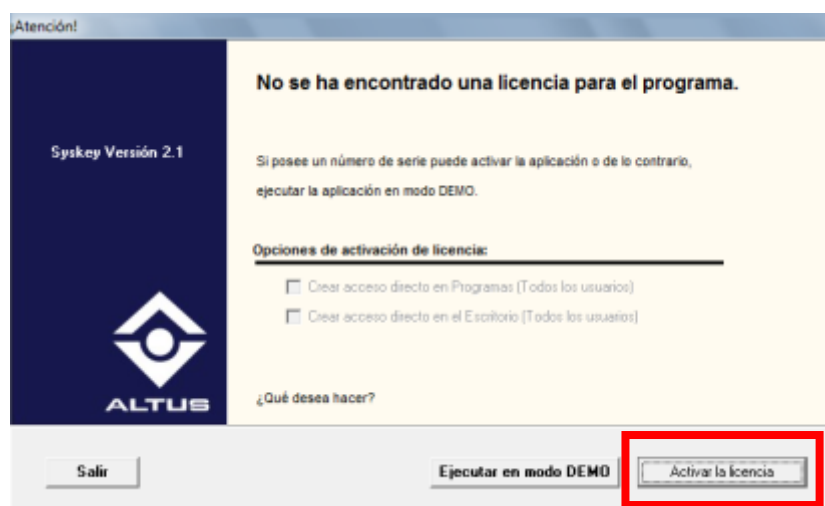 ¡Atención!
No se ha encontrado una licencia para el programa.
Syskey Versión 2.1
Si posee un número de serie puede activar la aplicación o de lo contrario,
ejecutar la aplicación en modo DEMO.
Opciones de activación de licencia:
Crear acceso directo en Programas (Todos los usuarios)
Crear acceso directo en el Escritorio (Todos los usuarios)
ALTUS
¿Qué desea hacer?
Salir
Ejecutar en modo DEMO
Activar la licencia